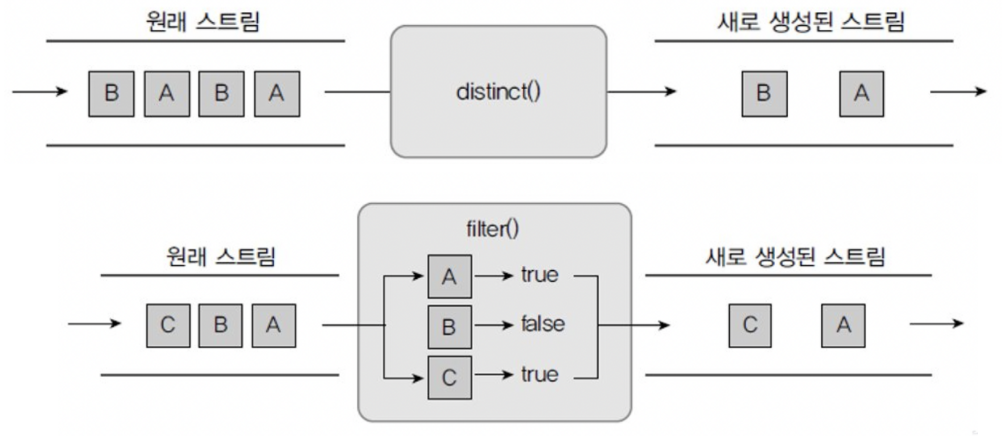 원래 스트림
새로 생성된 스트림
B A B A
distinct()
B A
filter()
원래 스트림
새로 생성된 스트림
A true
C B A
B false
C A
C true